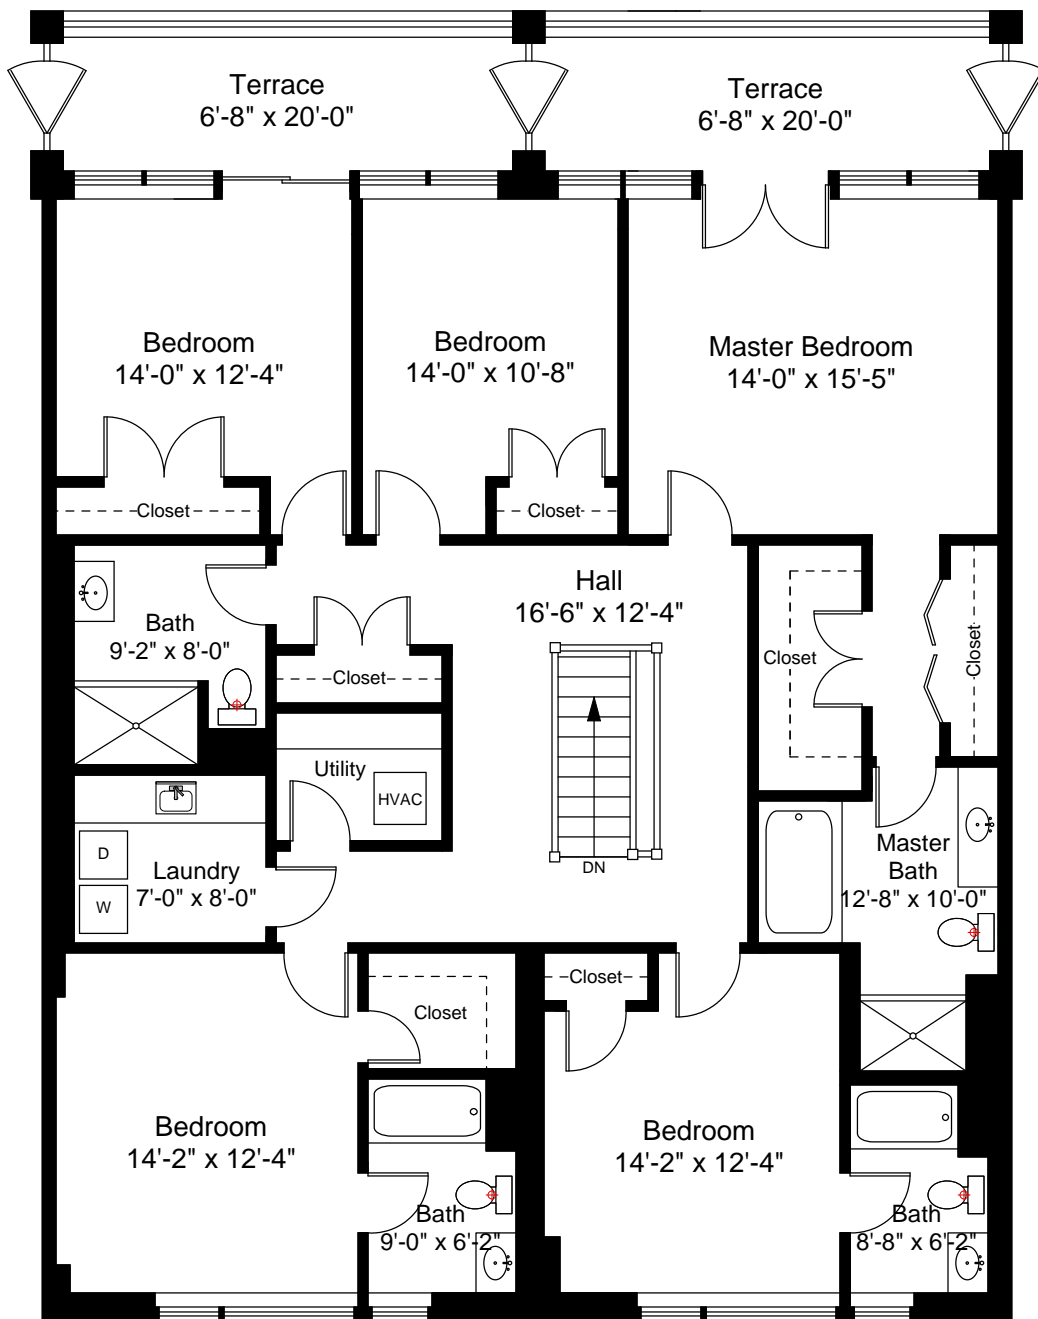 Terrace
6'-8" x 20'-0"
Terrace
6'-8" x 20'-0"
Bedroom
14'-0" x 12'-4"
Bedroom
14'-0" x 10'-8"
Master Bedroom
14'-0" x 15'-5"
Closet
Closet
Hall
16'-6" x 12'-4"
Bath
9'-2" x 8'-0"
Closet
Closet
Closet
Utility
HVAC
DN
D
W
Laundry
7'-0" x 8'-0"
Master
Bath
12'-8" x 10'-0"
Closet
Closet
Bedroom
14'-2" x 12'-4"
Bedroom
14'-2" x 12'-4"
Bath
9'-0" x 6'-2"
Bath
8'-8" x 6'-2"